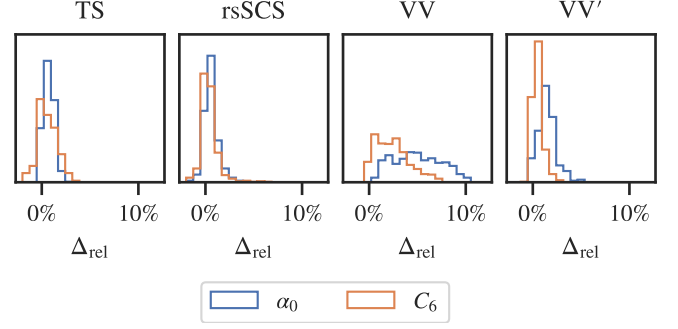 TS rsSCS VV VV′
0% 10% 0% 10% 0% 10% 0% 10%
Δrel Δrel Δrel Δrel
α0 C6